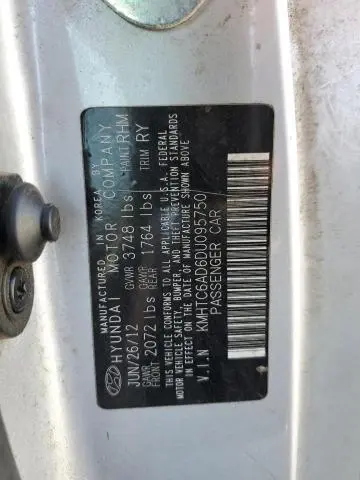 MANUFACTURED IN KOREA BY
HYUNDAI MOTOR COMPANY
JUN/26/12 GVWR 3748 lbs PAINT RHM
GAWR FRONT 2072 lbs GAWR REAR 1764 lbs TRIM RY
THIS VEHICLE CONFORMS TO ALL APPLICABLE U.S.A. FEDERAL
MOTOR VEHICLE SAFETY, BUMPER, AND THEFT PREVENTION STANDARDS
IN EFFECT ON THE DATE OF MANUFACTURE SHOWN ABOVE.
V.I.N KMHTC6AD6DU095750
PASSENGER CAR